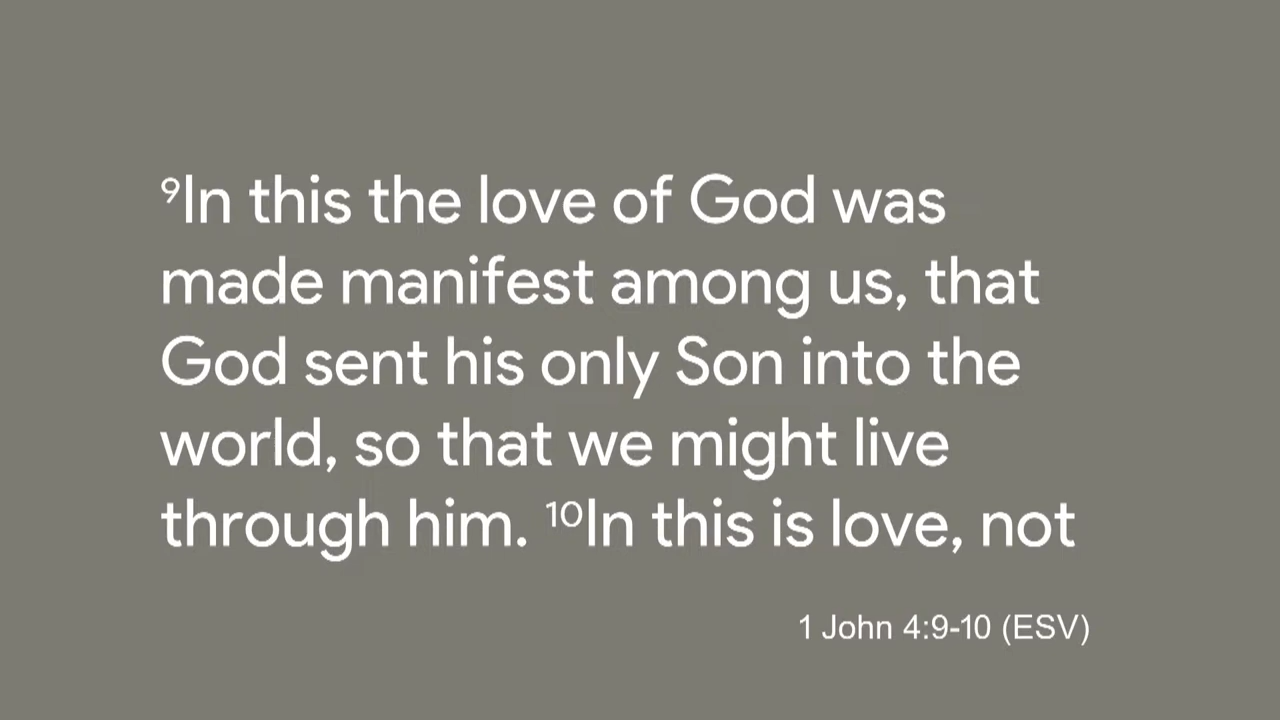 ⁹In this the love of God was
made manifest among us, that
God sent his only Son into the
world, so that we might live
through him. ¹⁰In this is love, not
1 John 4:9-10 (ESV)